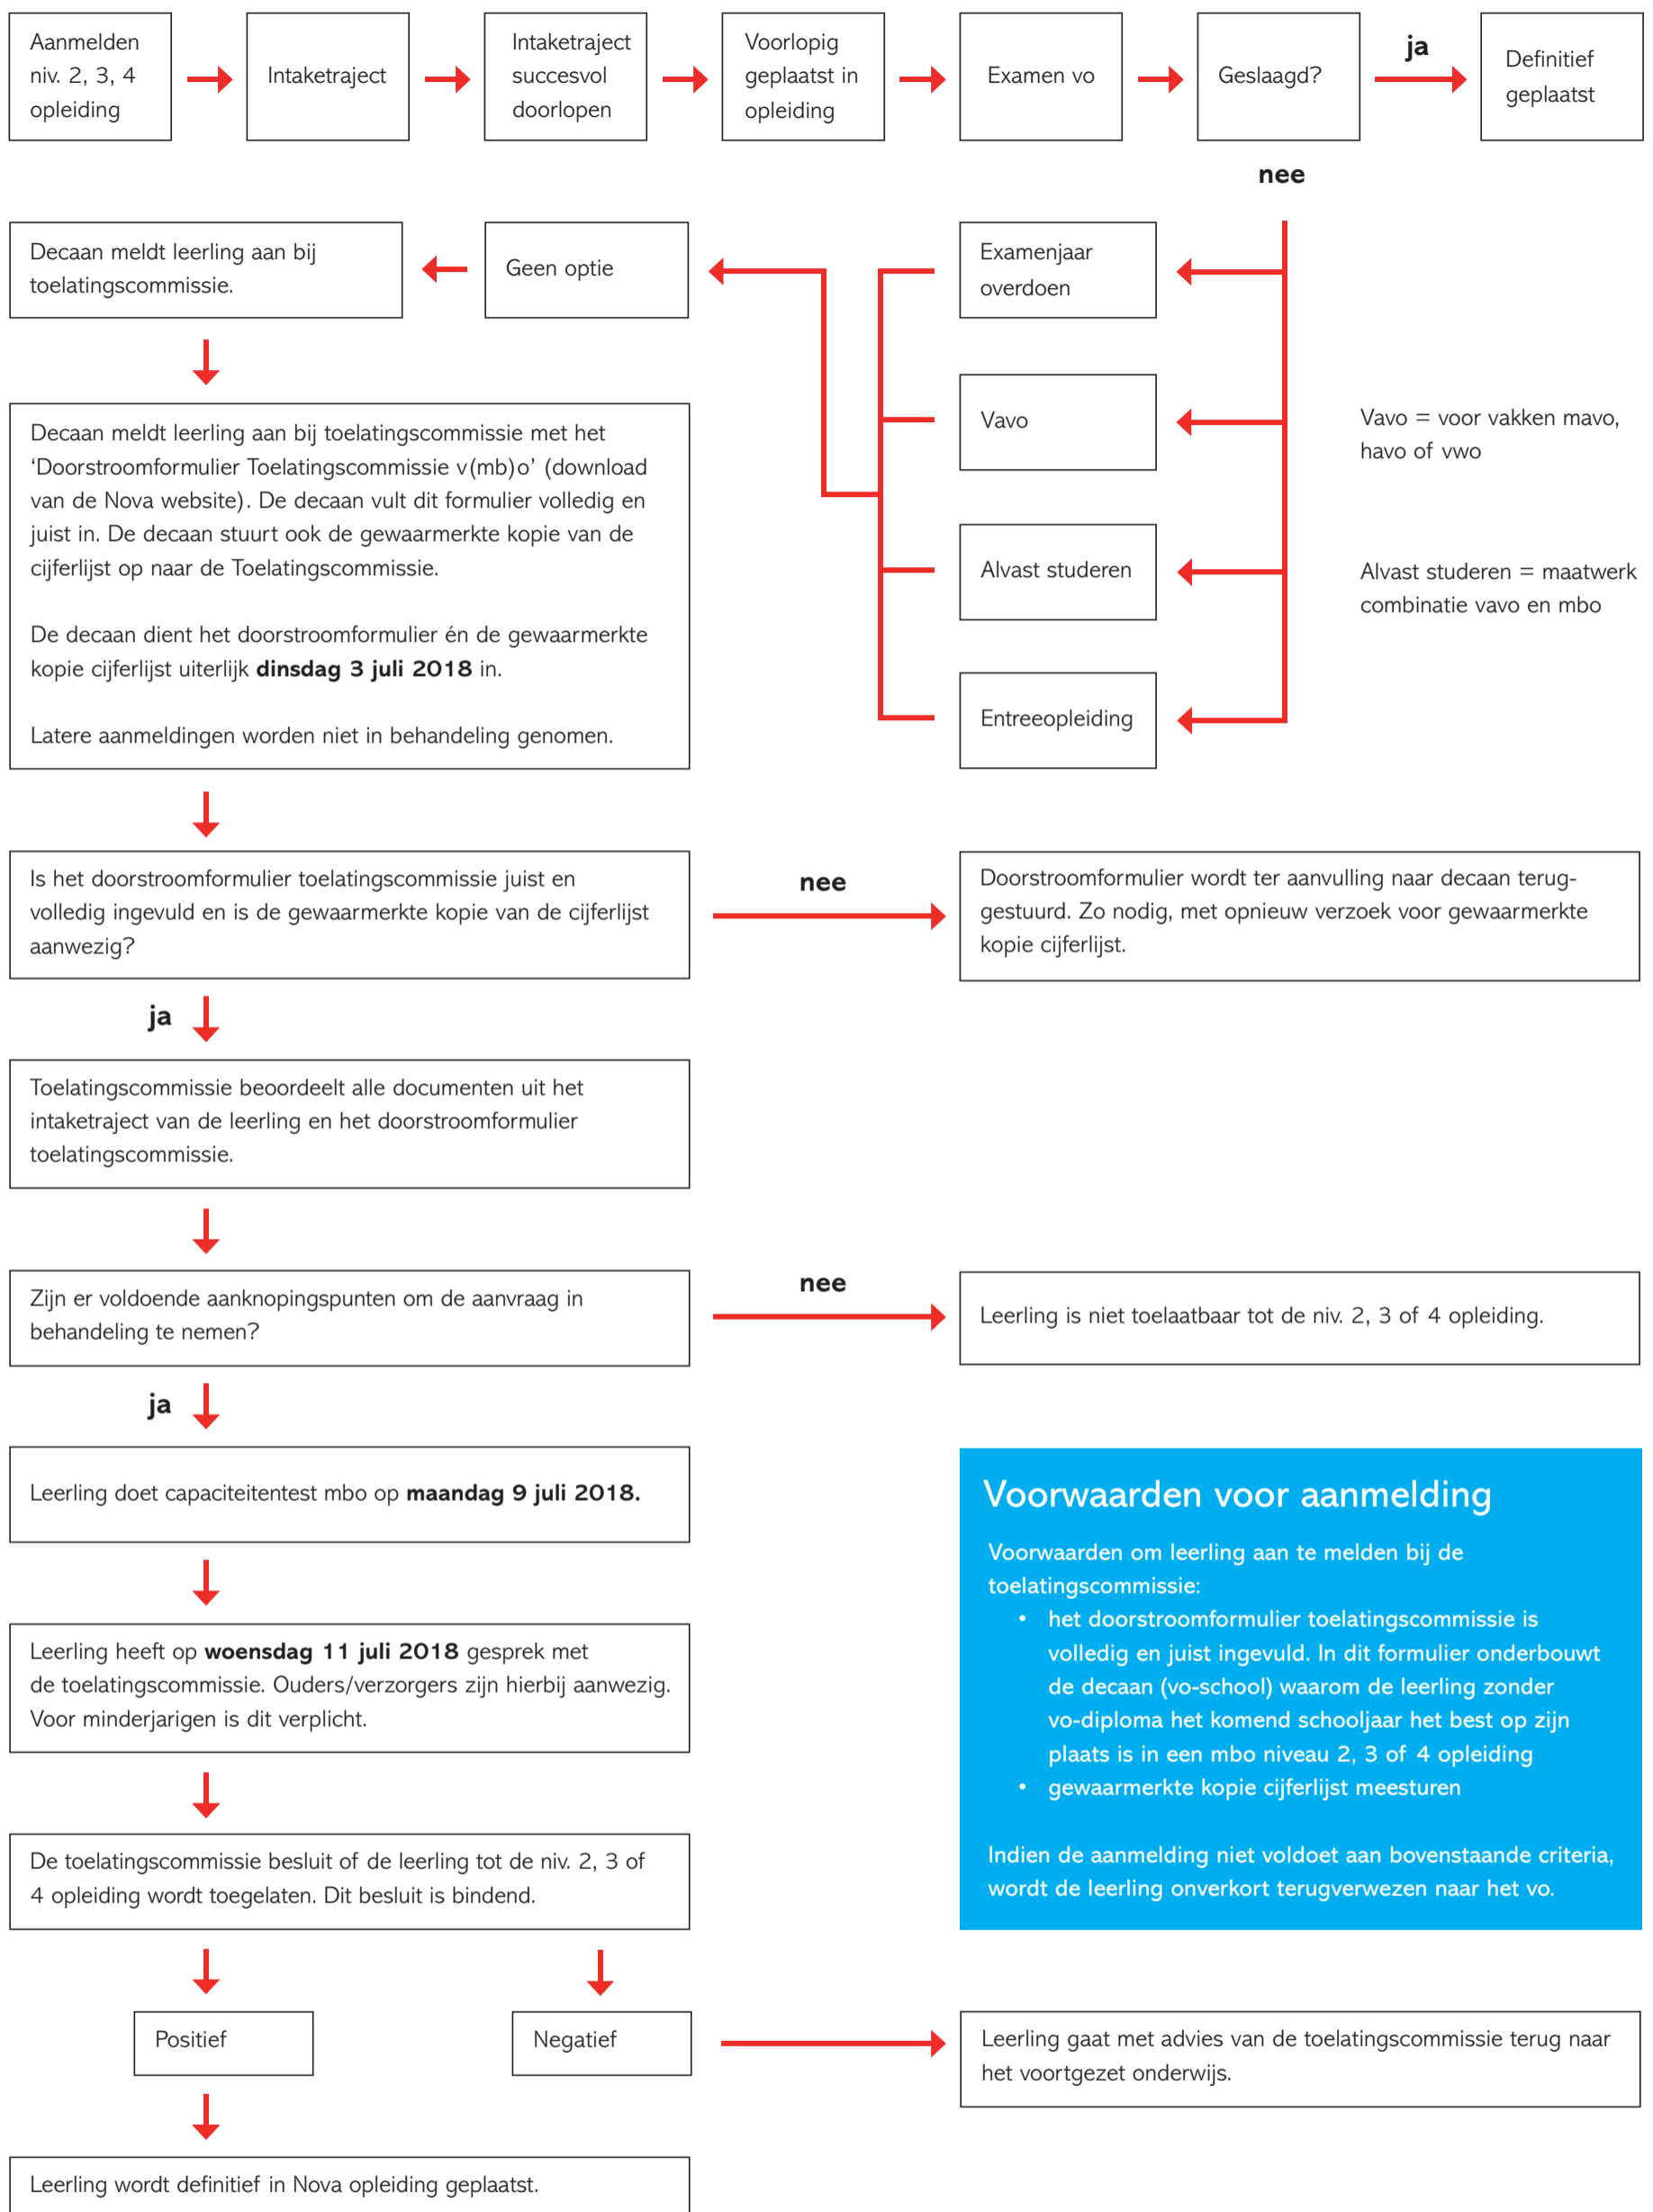 Aanmelden
niv. 2, 3, 4
opleiding
Intaketraject
Intaketraject
succesvol
doorlopen
Voorlopig
geplaatst in
opleiding
Examen vo
Geslaagd?
ja
Definitief
geplaatst
nee
Decaan meldt leerling aan bij
toelatingscommissie.
Geen optie
Examenjaar
overdoen
Vavo
Vavo = voor vakken mavo,
havo of vwo
Alvast studeren
Alvast studeren = maatwerk
combinatie vavo en mbo
Entreeopleiding
Decaan meldt leerling aan bij toelatingscommissie met het
‘Doorstroomformulier Toelatingscommissie v(mb)o’ (download
van de Nova website). De decaan vult dit formulier volledig en
juist in. De decaan stuurt ook de gewaarmerkte kopie van de
cijferlijst op naar de Toelatingscommissie.
De decaan dient het doorstroomformulier én de gewaarmerkte
kopie cijferlijst uiterlijk dinsdag 3 juli 2018 in.
Latere aanmeldingen worden niet in behandeling genomen.
Is het doorstroomformulier toelatingscommissie juist en
volledig ingevuld en is de gewaarmerkte kopie van de cijferlijst
aanwezig?
nee
Doorstroomformulier wordt ter aanvulling naar decaan terug-
gestuurd. Zo nodig, met opnieuw verzoek voor gewaarmerkte
kopie cijferlijst.
ja
Toelatingscommissie beoordeelt alle documenten uit het
intaketraject van de leerling en het doorstroomformulier
toelatingscommissie.
Zijn er voldoende aanknopingspunten om de aanvraag in
behandeling te nemen?
nee
Leerling is niet toelaatbaar tot de niv. 2, 3 of 4 opleiding.
ja
Leerling doet capaciteitentest mbo op maandag 9 juli 2018.
Leerling heeft op woensdag 11 juli 2018 gesprek met
de toelatingscommissie. Ouders/verzorgers zijn hierbij aanwezig.
Voor minderjarigen is dit verplicht.
De toelatingscommissie besluit of de leerling tot de niv. 2, 3 of
4 opleiding wordt toegelaten. Dit besluit is bindend.
Voorwaarden voor aanmelding
Voorwaarden om leerling aan te melden bij de
toelatingscommissie:
• het doorstroomformulier toelatingscommissie is
volledig en juist ingevuld. In dit formulier onderbouwt
de decaan (vo-school) waarom de leerling zonder
vo-diploma het komend schooljaar het best op zijn
plaats is in een mbo niveau 2, 3 of 4 opleiding
• gewaarmerkte kopie cijferlijst meesturen
Indien de aanmelding niet voldoet aan bovenstaande criteria,
wordt de leerling onverkort terugverwezen naar het vo.
Positief
Negatief
Leerling gaat met advies van de toelatingscommissie terug naar
het voortgezet onderwijs.
Leerling wordt definitief in Nova opleiding geplaatst.